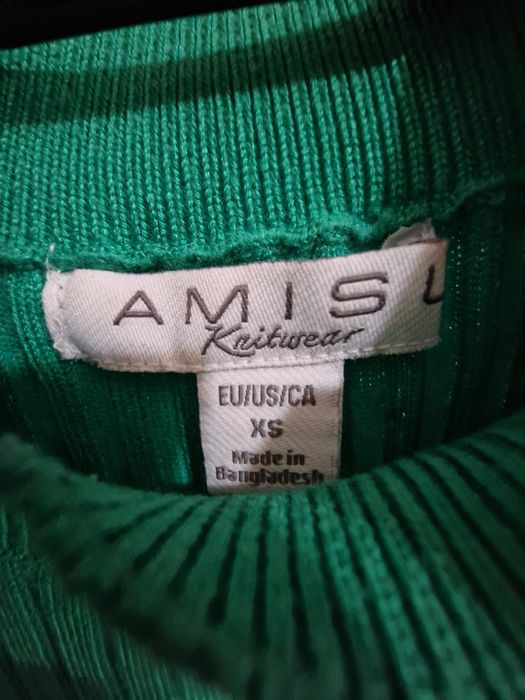 AMISU
Knitwear
EU/US/CA
XS
Made in
Bangladesh